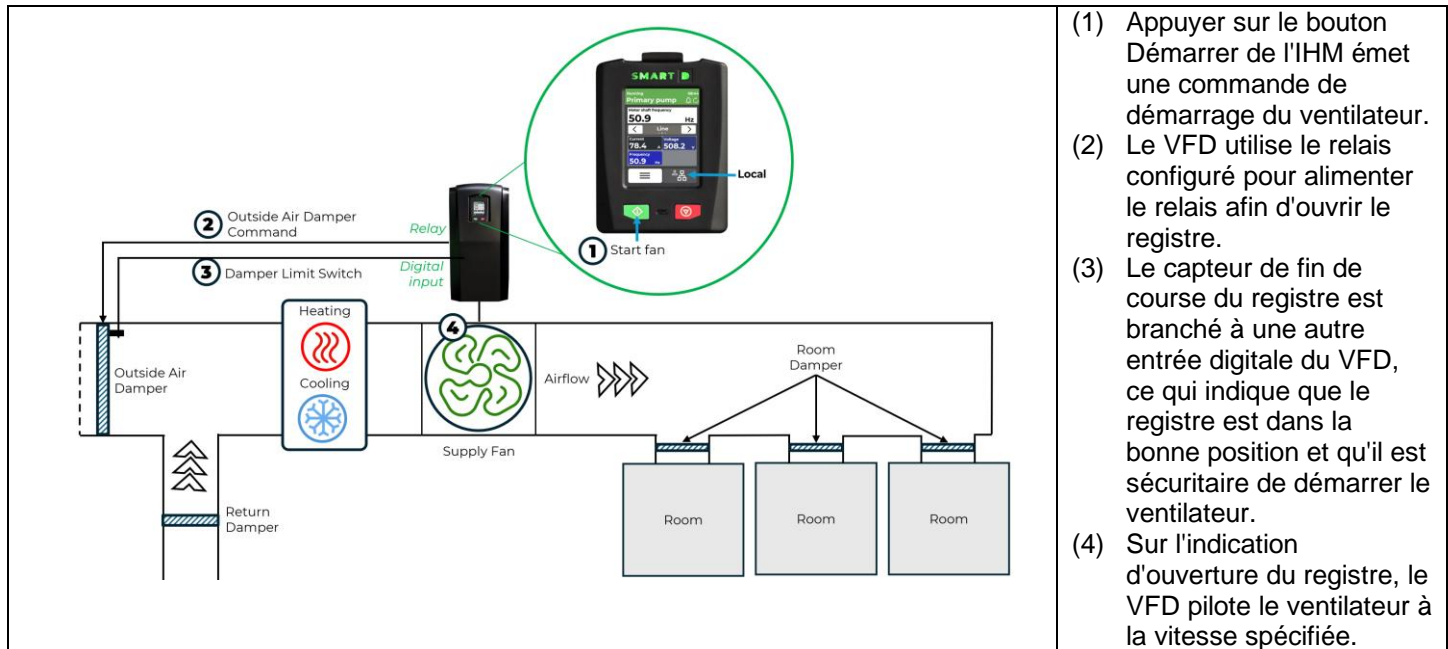 SMART D
Running
Primary pump
Motor shaft frequency
50.9 Hz
Line
Current
Voltage
78.4
508.2
Frequency
50.9 Hz
Local
1 Start fan
2 Outside Air Damper
Command
Relay
3 Damper Limit Switch
Digital
input
Heating
Cooling
4
Outside Air
Damper
Airflow
Supply Fan
Room
Damper
Return
Damper
Room
Room
Room
(1) Appuyer sur le bouton
Démarrer de l'IHM émet
une commande de
démarrage du ventilateur.
(2) Le VFD utilise le relais
configuré pour alimenter
le relais afin d'ouvrir le
registre.
(3) Le capteur de fin de
course du registre est
branché à une autre
entrée digitale du VFD,
ce qui indique que le
registre est dans la
bonne position et qu'il est
sécuritaire de démarrer le
ventilateur.
(4) Sur l'indication
d'ouverture du registre, le
VFD pilote le ventilateur à
la vitesse spécifiée.